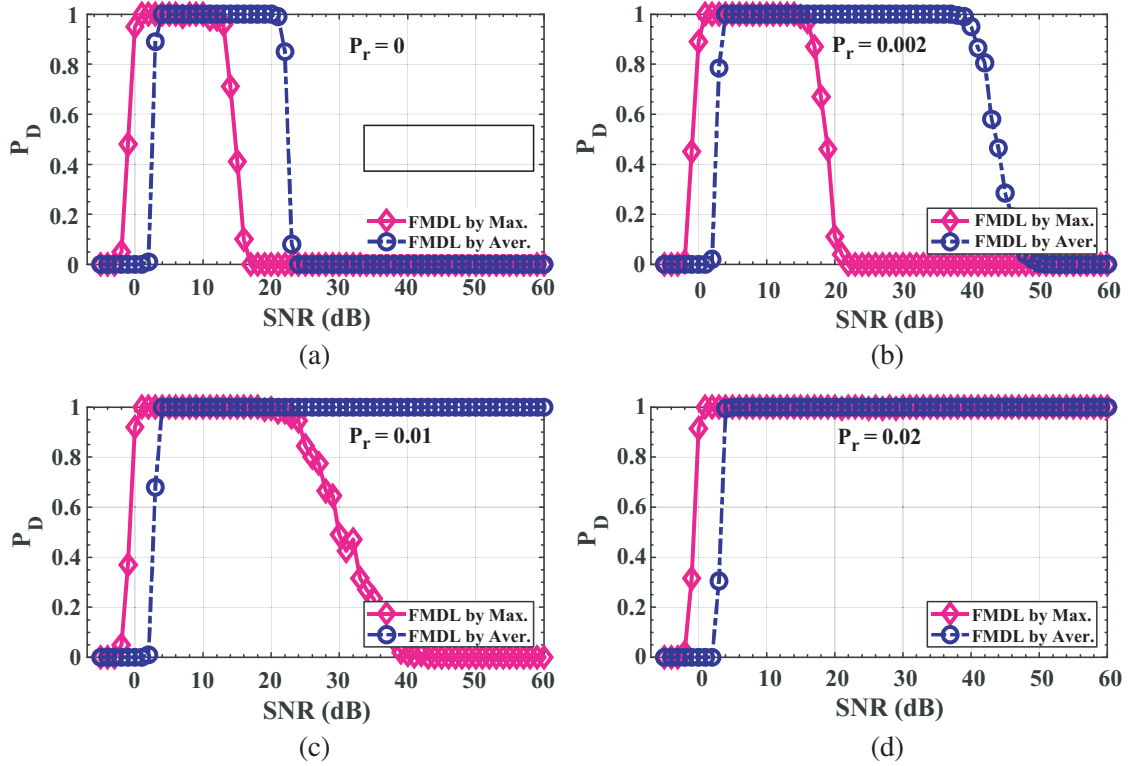 1
0.8
0.6
0.4
0.2
0
P_D
P_r = 0
FMDL by Max.
FMDL by Aver.
0 10 20 30 40 50 60
SNR (dB)
(a)
1
0.8
0.6
0.4
0.2
0
P_D
P_r = 0.002
FMDL by Max.
FMDL by Aver.
0 10 20 30 40 50 60
SNR (dB)
(b)
1
0.8
0.6
0.4
0.2
0
P_D
P_r = 0.01
FMDL by Max.
FMDL by Aver.
0 10 20 30 40 50 60
SNR (dB)
(c)
1
0.8
0.6
0.4
0.2
0
P_D
P_r = 0.02
FMDL by Max.
FMDL by Aver.
0 10 20 30 40 50 60
SNR (dB)
(d)